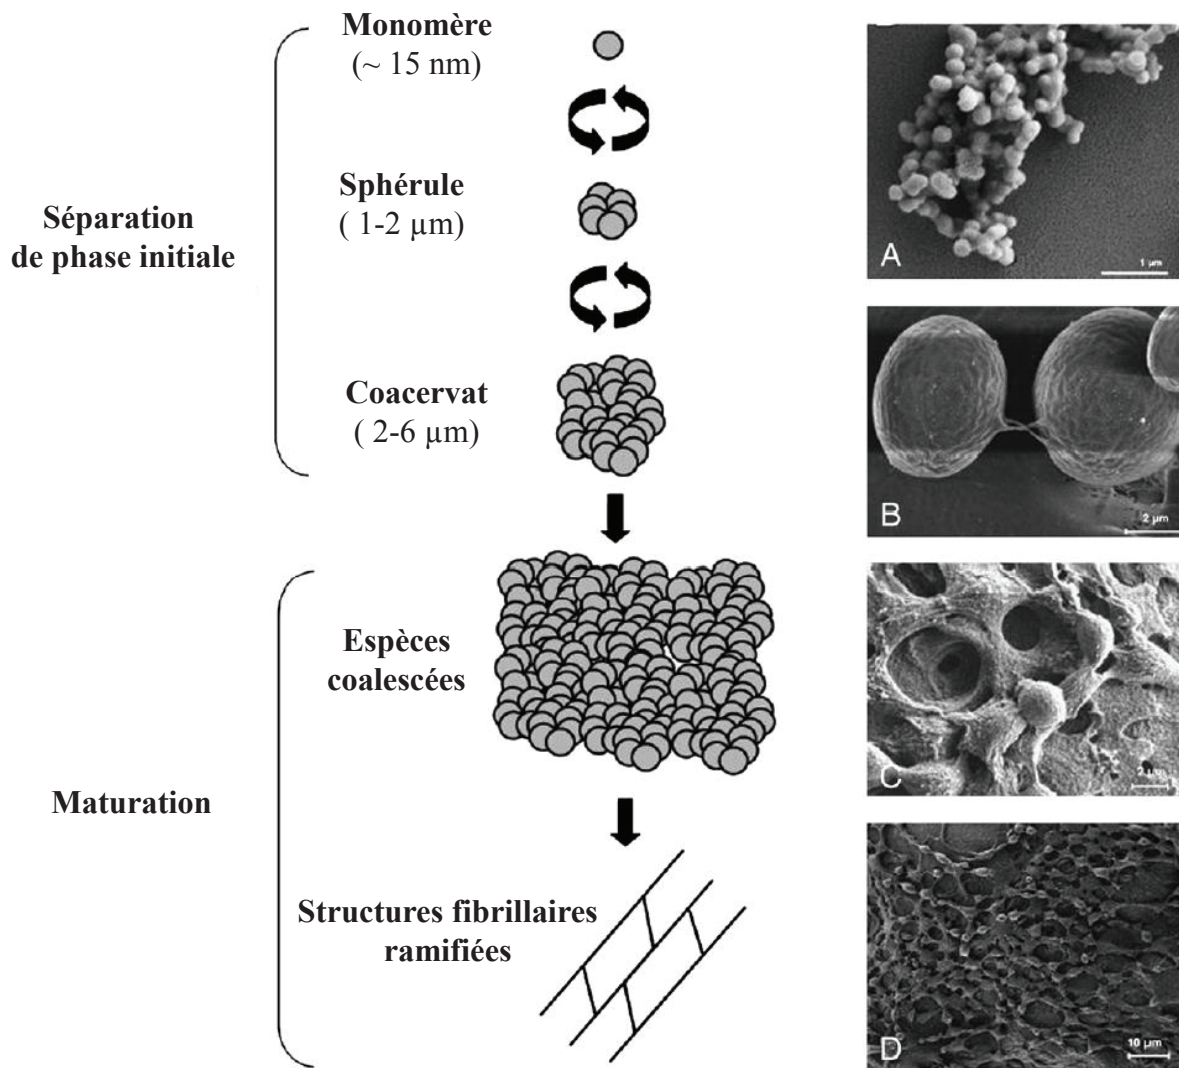 Monomère
(~ 15 nm)
Sphérule
( 1-2 µm)
Séparation
de phase initiale
Coacervat
( 2-6 µm)
Espèces
coalescées
Maturation
Structures fibrillaires
ramifiées
A
1 µm
B
2 µm
C
2 µm
D
10 µm